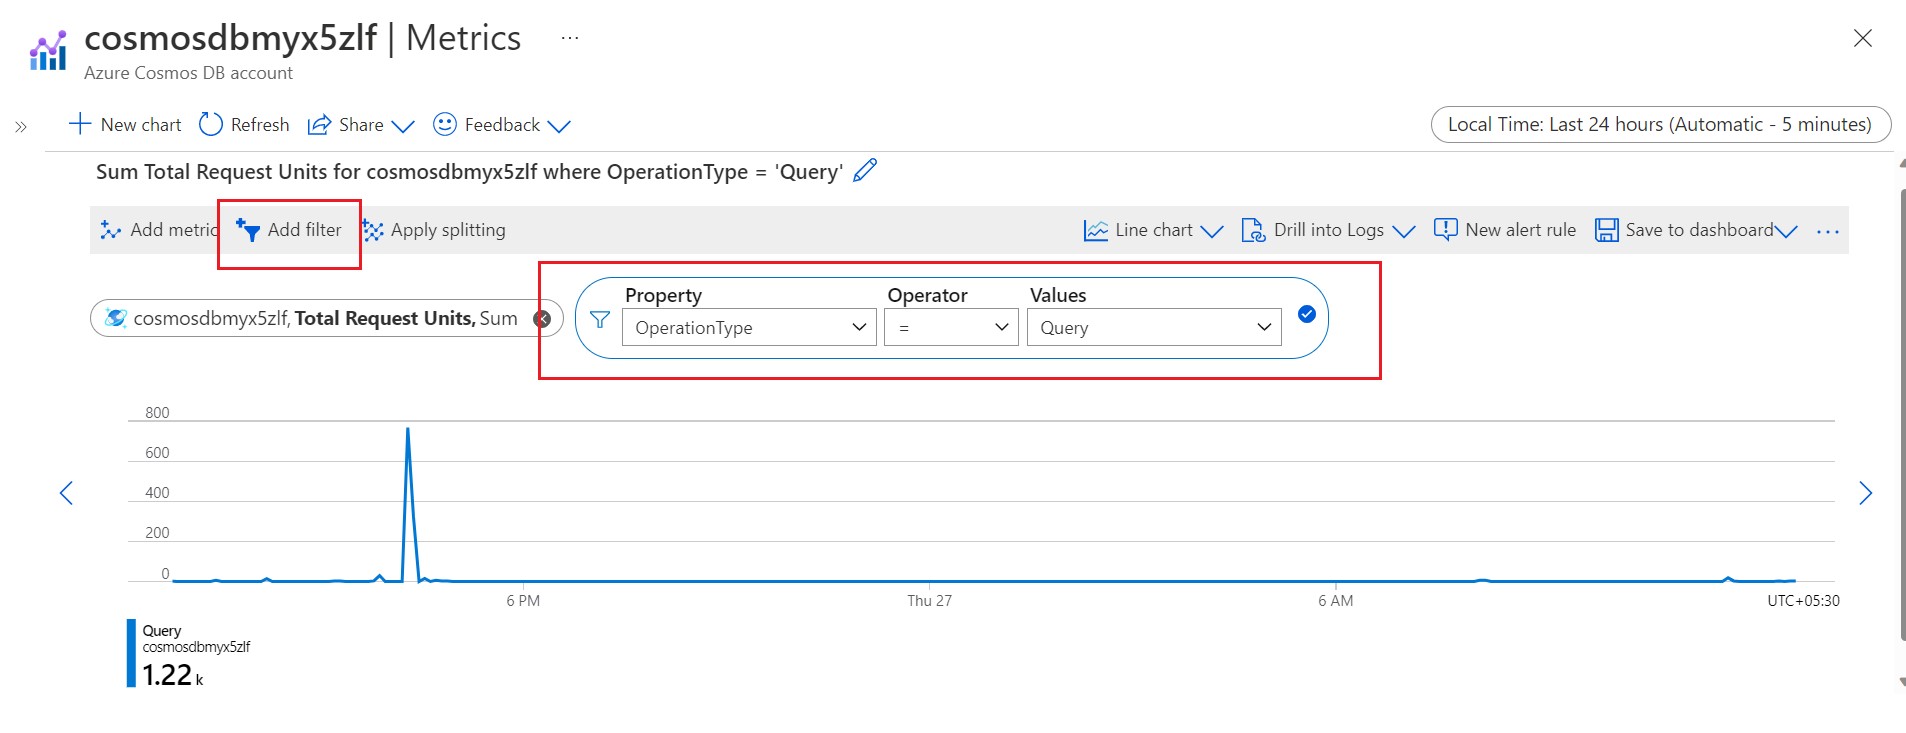 cosmosdbmyx5zlf | Metrics ...
Azure Cosmos DB account
» New chart Refresh Share Feedback Local Time: Last 24 hours (Automatic - 5 minutes)
Sum Total Request Units for cosmosdbmyx5zlf where OperationType = 'Query'
Add metric Add filter Apply splitting Line chart Drill into Logs New alert rule Save to dashboard ...
Property Operator Values
cosmosdbmyx5zlf, Total Request Units, Sum OperationType = Query
800
600
400
200
0
6 PM Thu 27 6 AM UTC+05:30
Query
cosmosdbmyx5zlf
1.22 k